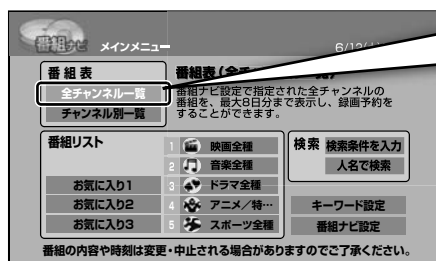 番組ナビ メインメニュー
6/12
番組表
全チャンネル一覧
チャンネル別一覧
番組表(全
番組ナビ設定で指定された全チャンネルの
番組を、最大8日分まで表示し、録画予約を
することができます。
番組リスト
お気に入り1
お気に入り2
お気に入り3
1 映画全種
2 音楽全種
3 ドラマ全種
4 アニメ/特…
5 スポーツ全種
検索 検索条件を入力
人名で検索
キーワード設定
番組ナビ設定
番組の内容や時刻は変更・中止される場合がありますのでご了承ください。